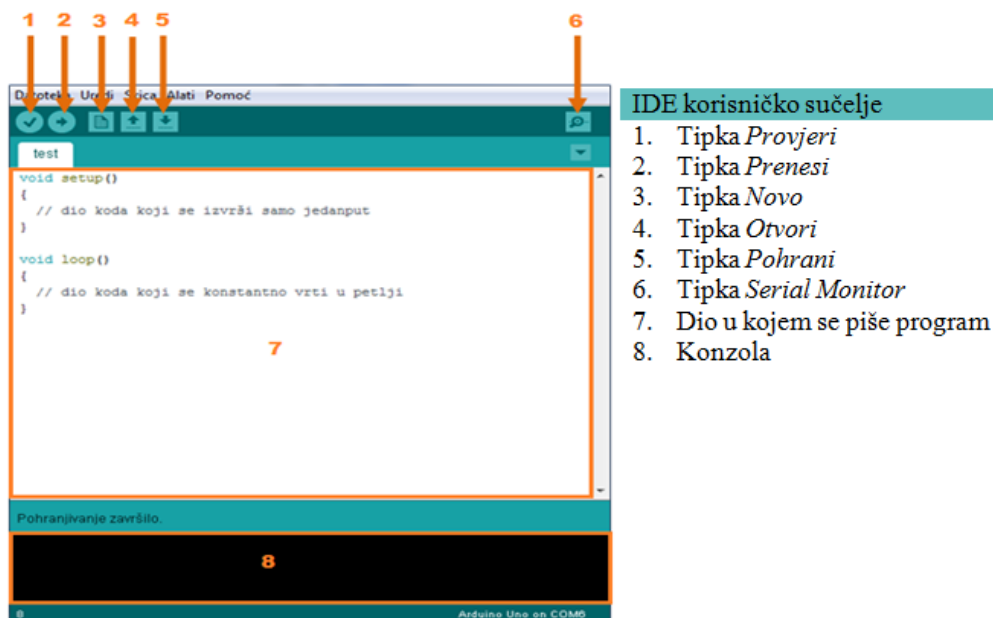 1 2 3 4 5 6
Datoteka Uredi Skica Alati Pomoć
test
void setup()
{
// dio koda koji se izvrši samo jedanput
}
void loop()
{
// dio koda koji se konstantno vrti u petlji
}
7
Pohranjivanje završilo.
8
8
Arduino Uno on COM6
IDE korisničko sučelje
1. Tipka Provjeri
2. Tipka Prenesi
3. Tipka Novo
4. Tipka Otvori
5. Tipka Pohrani
6. Tipka Serial Monitor
7. Dio u kojem se piše program
8. Konzola